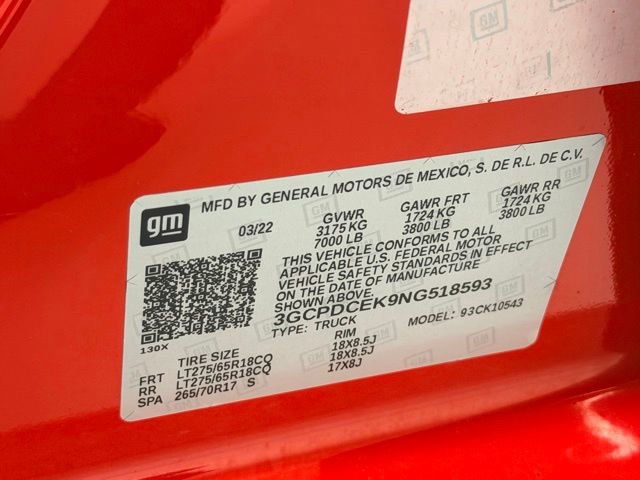 gm
MFD BY GENERAL MOTORS DE MEXICO, S. DE R.L. DE C.V.
03/22 GVWR GAWR FRT GAWR RR
3175 KG 1724 KG 1724 KG
7000 LB 3800 LB 3800 LB
THIS VEHICLE CONFORMS TO ALL
APPLICABLE U.S. FEDERAL MOTOR
VEHICLE SAFETY STANDARDS IN EFFECT
ON THE DATE OF MANUFACTURE
SHOWN ABOVE.
3GCPDCEK9NG518593
TYPE: TRUCK MODEL: 93CK10543
130X
TIRE SIZE RIM
FRT LT275/65R18CQ 18X8.5J
RR LT275/65R18CQ 18X8.5J
SPA 265/70R17 S 17X8J